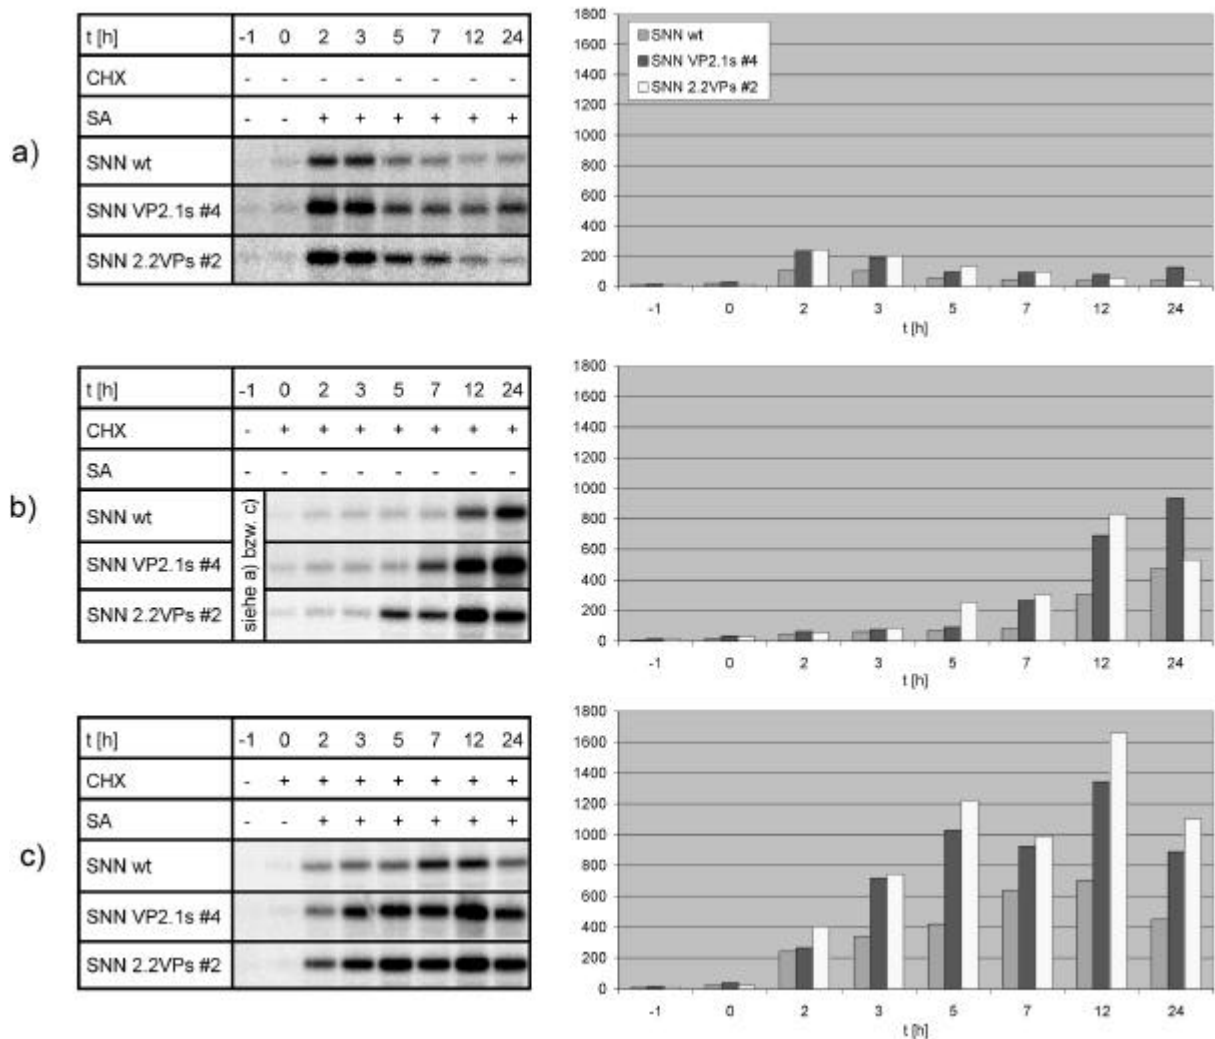 a)
t [h] -1 0 2 3 5 7 12 24
CHX - - - - - - - -
SA - - + + + + + +
SNN wt
SNN VP2.1s #4
SNN 2.2VPs #2
1800
1600
1400
1200
1000
800
600
400
200
0
SNN wt
SNN VP2.1s #4
SNN 2.2VPs #2
-1 0 2 3 5 7 12 24
t [h]
b)
t [h] -1 0 2 3 5 7 12 24
CHX - + + + + + + +
SA - - - - - - - -
SNN wt
SNN VP2.1s #4
SNN 2.2VPs #2
siehe a) bzw. c)
1800
1600
1400
1200
1000
800
600
400
200
0
-1 0 2 3 5 7 12 24
t [h]
c)
t [h] -1 0 2 3 5 7 12 24
CHX - + + + + + + +
SA - - + + + + + +
SNN wt
SNN VP2.1s #4
SNN 2.2VPs #2
1800
1600
1400
1200
1000
800
600
400
200
0
-1 0 2 3 5 7 12 24
t [h]